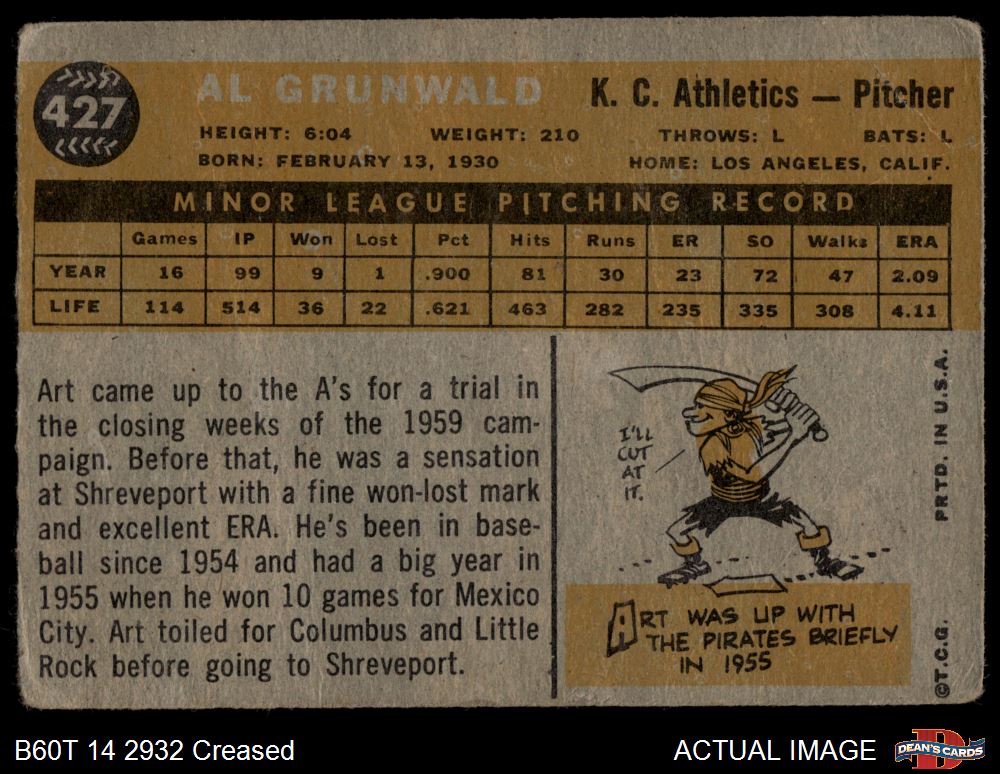 427
AL GRUNWALD
K. C. Athletics — Pitcher
HEIGHT: 6:04 WEIGHT: 210 THROWS: L BATS: L
BORN: FEBRUARY 13, 1930 HOME: LOS ANGELES, CALIF.
MINOR LEAGUE PITCHING RECORD
Games IP Won Lost Pct Hits Runs ER SO Walks ERA
YEAR 16 99 9 1 .900 81 30 23 72 47 2.09
LIFE 114 514 36 22 .621 463 282 235 335 308 4.11
Art came up to the A's for a trial in
the closing weeks of the 1959 cam-
paign. Before that, he was a sensation
at Shreveport with a fine won-lost mark
and excellent ERA. He's been in base-
ball since 1954 and had a big year in
1955 when he won 10 games for Mexico
City. Art toiled for Columbus and Little
Rock before going to Shreveport.
I'LL
CUT
AT
IT.
ART WAS UP WITH
THE PIRATES BRIEFLY
IN 1955
©T.C.G. PRTD. IN U.S.A.
B60T 14 2932 Creased
ACTUAL IMAGE
D
DEAN'S CARDS